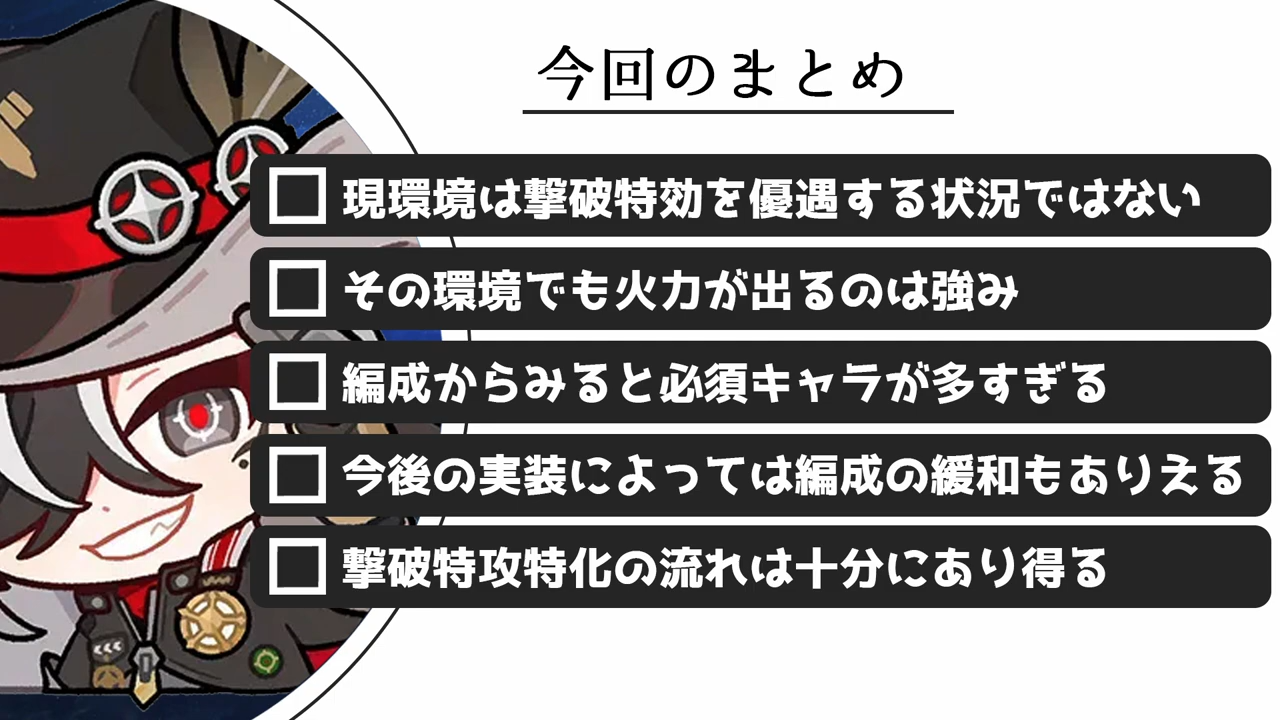 今回のまとめ
現環境は撃破特効を優遇する状況ではない
その環境でも火力が出るのは強み
編成からみると必須キャラが多すぎる
今後の実装によっては編成の緩和もありえる
撃破特攻特化の流れは十分にあり得る